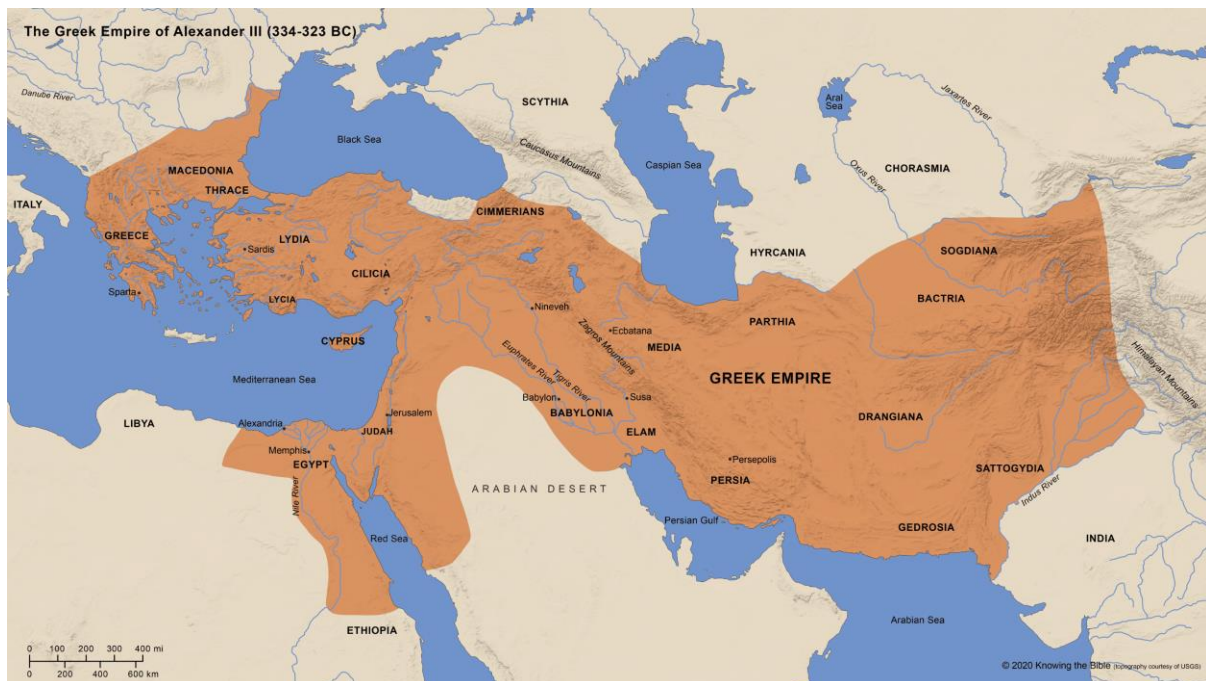 The Greek Empire of Alexander III (334-323 BC)
Danube River
SCYTHIA
Aral
Sea
Jaxartes River
Black Sea
Caucasus Mountains
Caspian Sea
CHORASMIA
Oxus River
MACEDONIA
THRACE
ITALY
CIMMERIANS
GREECE
LYDIA
Sardis
HYRCANIA
SOGDIANA
CILICIA
Sparta
LYCIA
BACTRIA
Nineveh
PARTHIA
Ecbatana
Zagros Mountains
MEDIA
CYPRUS
Himalayan Mountains
Euphrates River
Tigris River
GREEK EMPIRE
Mediterranean Sea
Babylon
Susa
BABYLONIA
Jerusalem
DRANGIANA
LIBYA
Alexandria
JUDAH
ELAM
Memphis
EGYPT
Persepolis
PERSIA
SATTOGYDIA
Nile River
ARABIAN DESERT
Indus River
Persian Gulf
GEDROSIA
Red Sea
INDIA
ETHIOPIA
Arabian Sea
0 100 200 300 400 mi
0 200 400 600 km
© 2020 Knowing the Bible (topography courtesy of USGS)